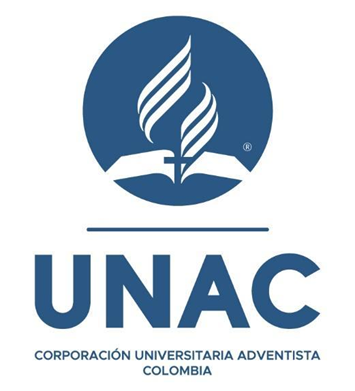 ®
UNAC
CORPORACIÓN UNIVERSITARIA ADVENTISTA
COLOMBIA